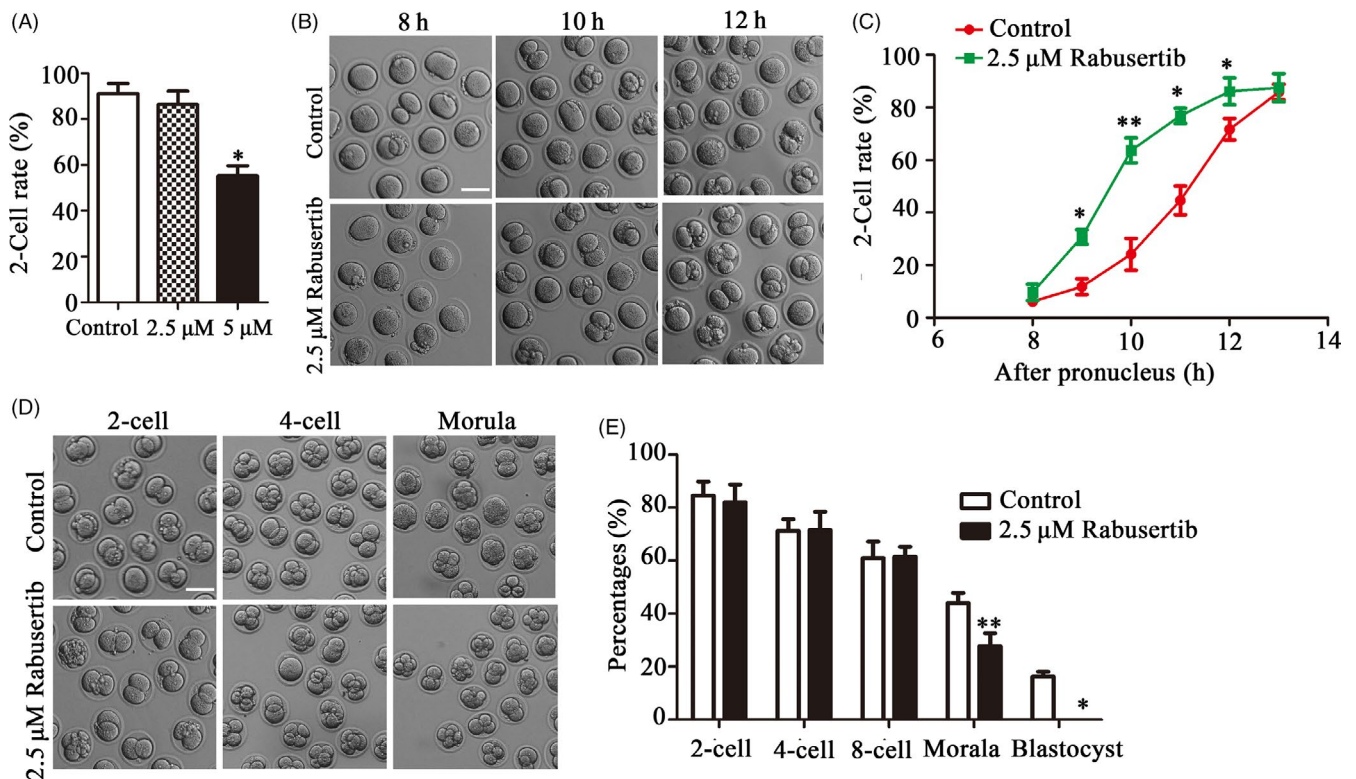 (A)
2-Cell rate (%)
100
80
60
40
20
0
*
Control 2.5 μM 5 μM
(B)
8 h 10 h 12 h
Control
2.5 μM Rabusertib
(C)
Control
2.5 μM Rabusertib
2-Cell rate (%)
100
80
60
40
20
0
* ** * *
6 8 10 12 14
After pronucleus (h)
(D)
2-cell 4-cell Morula
Control
2.5 μM Rabusertib
(E)
Percentages (%)
100
80
60
40
20
0
Control
2.5 μM Rabusertib
** *
2-cell 4-cell 8-cell Morala Blastocyst